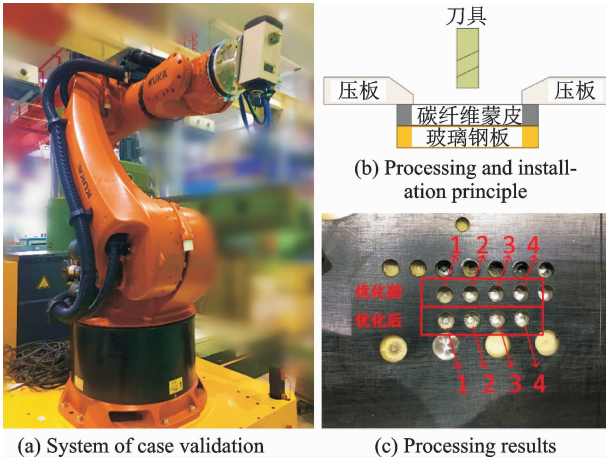 KUKA
KUKA
(a) System of case validation
刀具
压板
压板
碳纤维蒙皮
玻璃钢板
(b) Processing and install-
ation principle
1 2 3 4
优化前
优化后
1 2 3 4
(c) Processing results